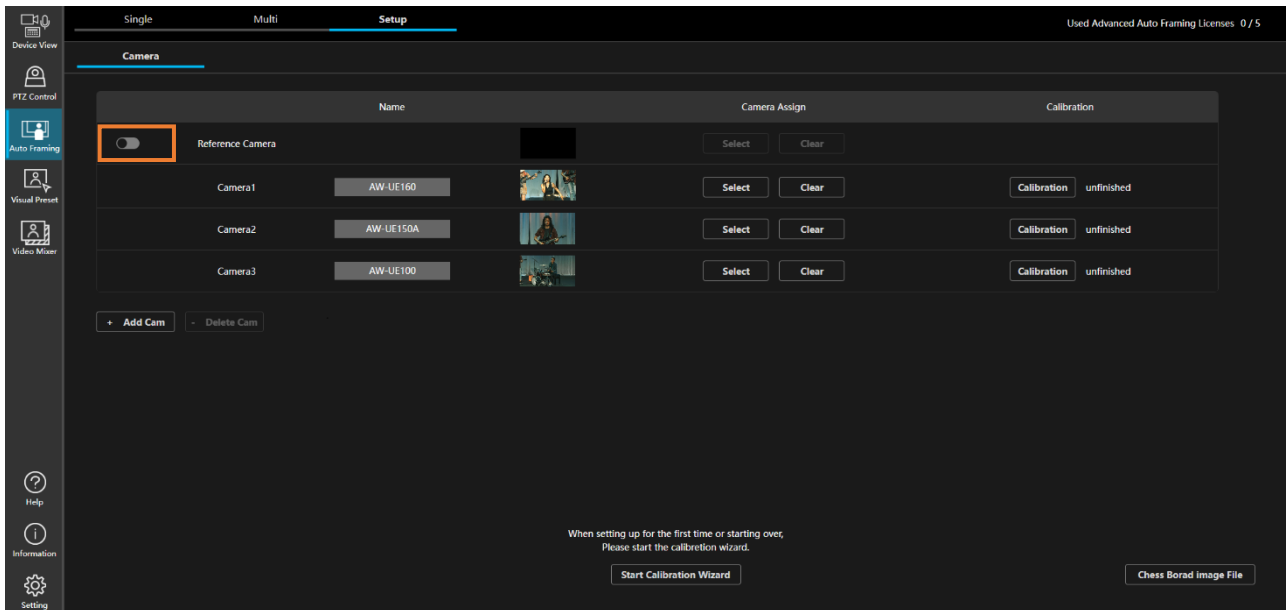 Single Multi Setup Used Advanced Auto Framing Licenses 0 / 5
Device View
Camera
PTZ Control
Name Camera Assign Calibration
Auto Framing
Reference Camera Select Clear
Camera1 AW-UE160 Select Clear Calibration unfinished
Visual Preset
Camera2 AW-UE150A Select Clear Calibration unfinished
Video Mixer
Camera3 AW-UE100 Select Clear Calibration unfinished
+ Add Cam - Delete Cam
Help
When setting up for the first time or starting over,
Please start the calibretion wizard.
Information
Start Calibration Wizard Chess Borad image File
Setting